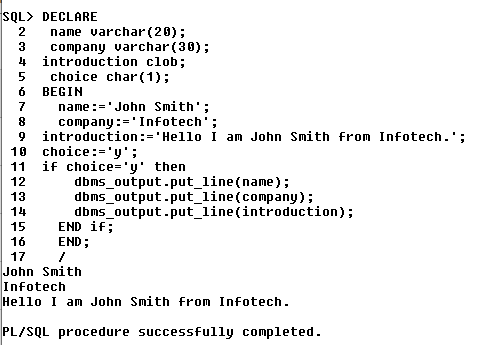 SQL> DECLARE
  2   name varchar(20);
  3   company varchar(30);
  4  introduction clob;
  5   choice char(1);
  6  BEGIN
  7    name:='John Smith';
  8    company:='Infotech';
  9  introduction:='Hello I am John Smith from Infotech.';
 10  choice:='y';
 11  if choice='y' then
 12      dbms_output.put_line(name);
 13      dbms_output.put_line(company);
 14      dbms_output.put_line(introduction);
 15    END if;
 16    END;
 17    /
John Smith
Infotech
Hello I am John Smith from Infotech.
PL/SQL procedure successfully completed.